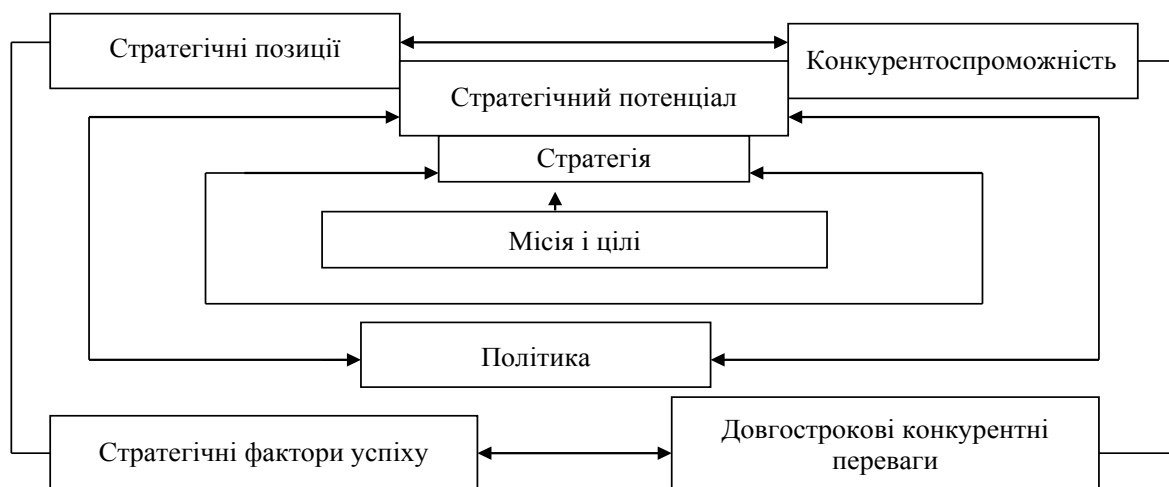 Стратегічні позиції
Конкурентоспроможність
Стратегічний потенціал
Стратегія
Місія і цілі
Політика
Стратегічні фактори успіху
Довгострокові конкурентні
переваги